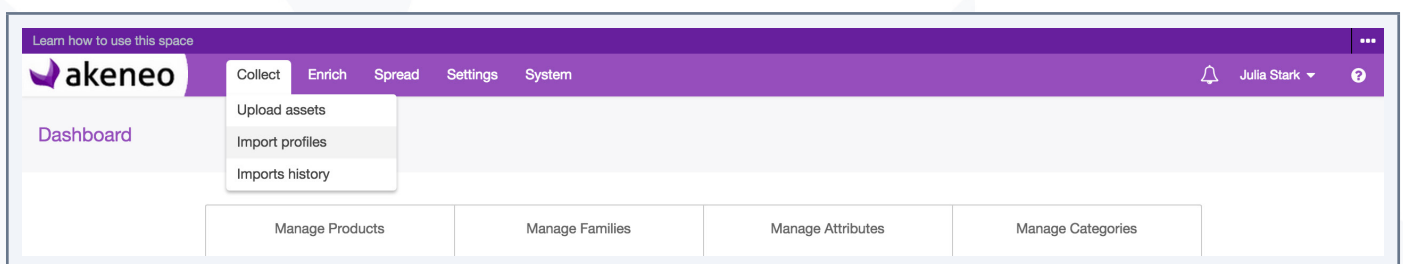 Learn how to use this space
akeneo Collect Enrich Spread Settings System Julia Stark
Upload assets
Dashboard
Import profiles
Imports history
Manage Products Manage Families Manage Attributes Manage Categories